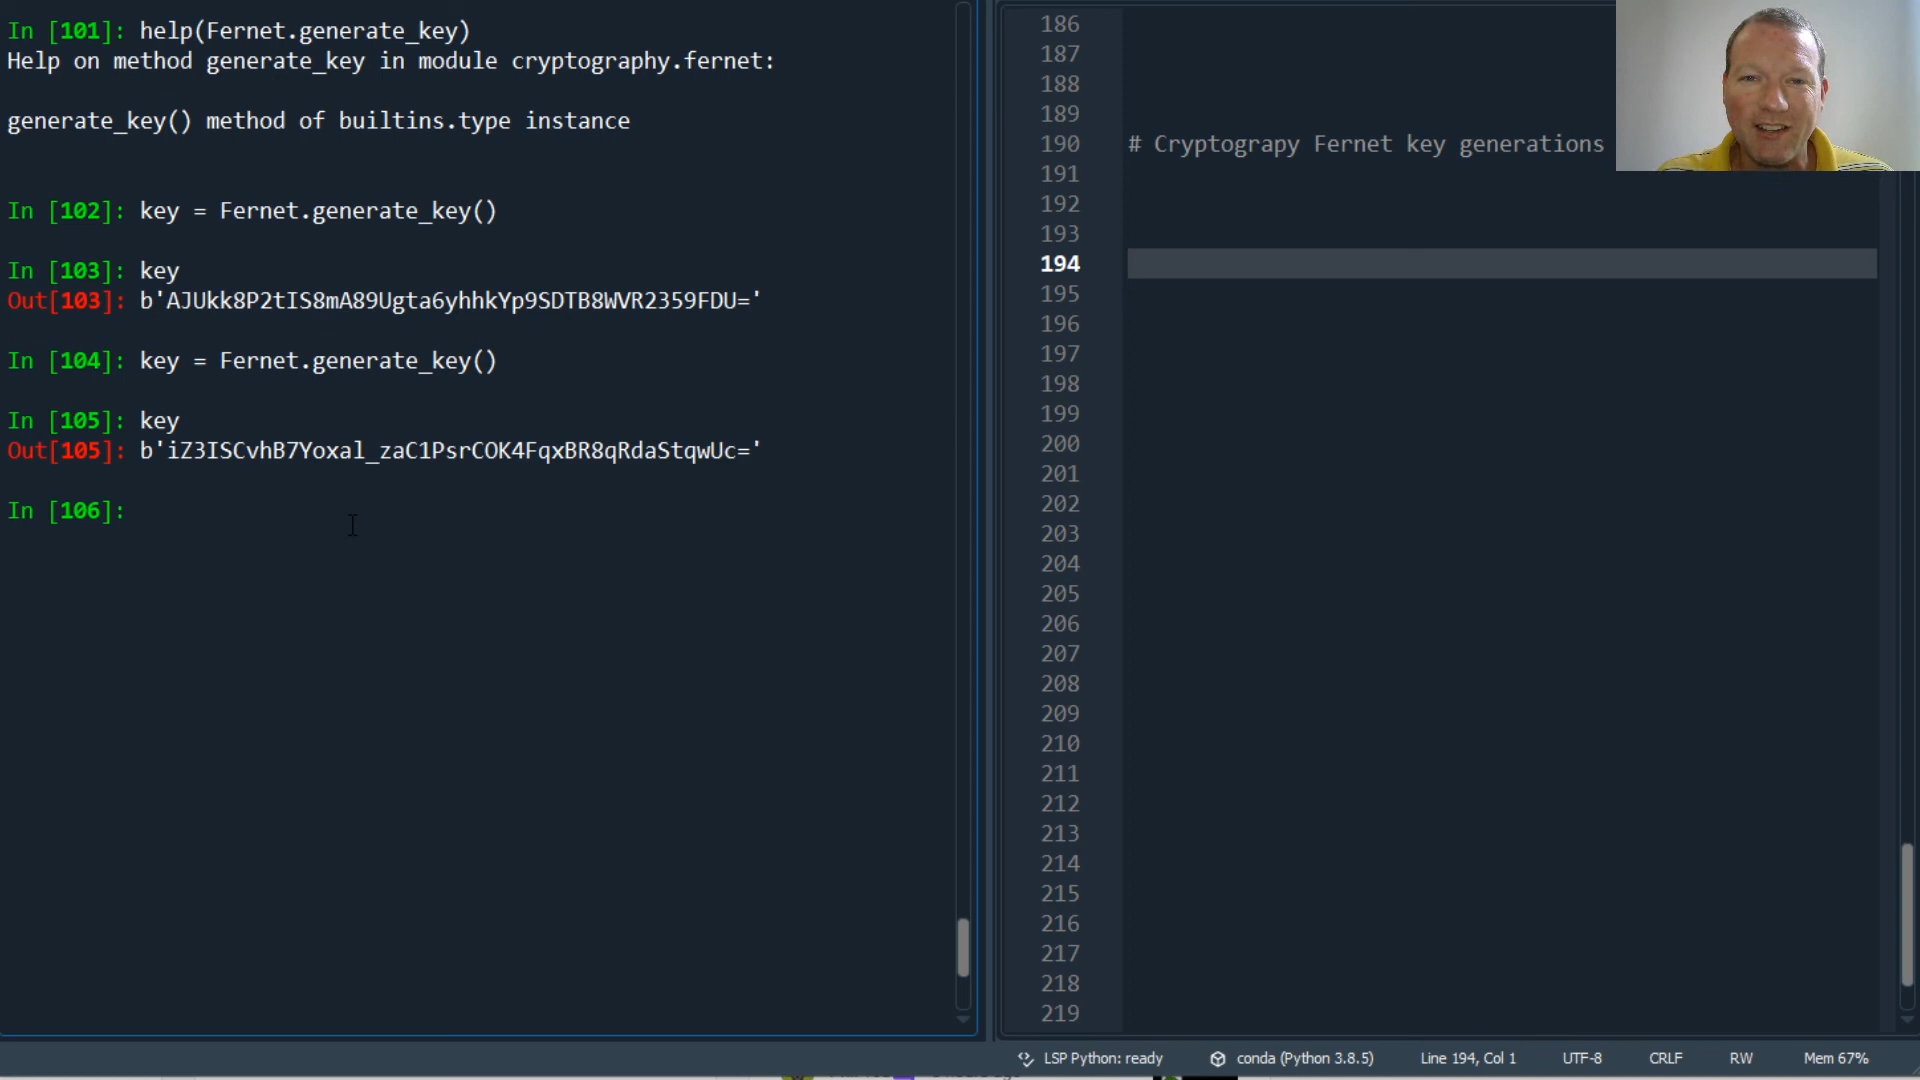 In [101]: help(Fernet.generate_key)
Help on method generate_key in module cryptography.fernet:
generate_key() method of builtins.type instance
In [102]: key = Fernet.generate_key()
In [103]: key
Out[103]: b'AJUkk8P2tIS8mA89Ugta6yhhkYp9SDTB8WVR2359FDU='
In [104]: key = Fernet.generate_key()
In [105]: key
Out[105]: b'iZ3ISCvhB7Yoxal_zaC1PsrCOK4FqxBR8qRdaStqwUc='
In [106]:
186
187
188
189
190 # Cryptograpy Fernet key generations
191
192
193
194
195
196
197
198
199
200
201
202
203
204
205
206
207
208
209
210
211
212
213
214
215
216
217
218
219
LSP Python: ready conda (Python 3.8.5) Line 194, Col 1 UTF-8 CRLF RW Mem 67%